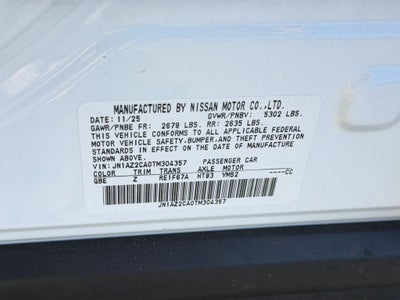 MANUFACTURED BY NISSAN MOTOR CO.,LTD.
DATE: 11/25 GVWR/PNBV: 5302 LBS.
GAWR/PNBE FR: 2679 LBS. RR: 2635 LBS.
THIS VEHICLE CONFORMS TO ALL APPLICABLE FEDERAL
MOTOR VEHICLE SAFETY, BUMPER, AND THEFT PREVENTION
STANDARDS IN EFFECT ON THE DATE OF MANUFACTURE
SHOWN ABOVE.
VIN: JN1AZ2CA0TM304357 PASSENGER CAR
COLOR TRIM TRANS AXLE MOTOR
QBE Z RE1F67A HT93 YM52 ----CC
JN1AZ2CA0TM304357